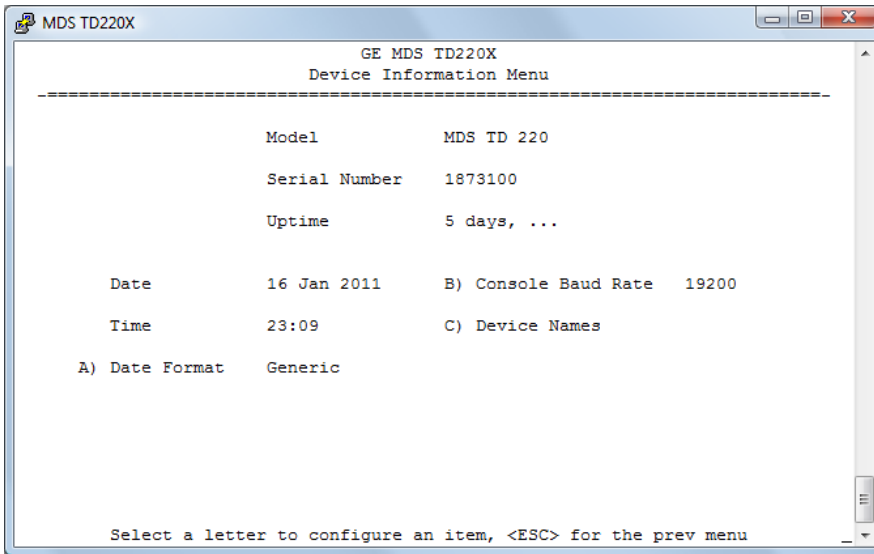 MDS TD220X
GE MDS TD220X
Device Information Menu
-==========================================================================-
Model MDS TD 220
Serial Number 1873100
Uptime 5 days, ...
Date 16 Jan 2011 B) Console Baud Rate 19200
Time 23:09 C) Device Names
A) Date Format Generic
Select a letter to configure an item, <ESC> for the prev menu _